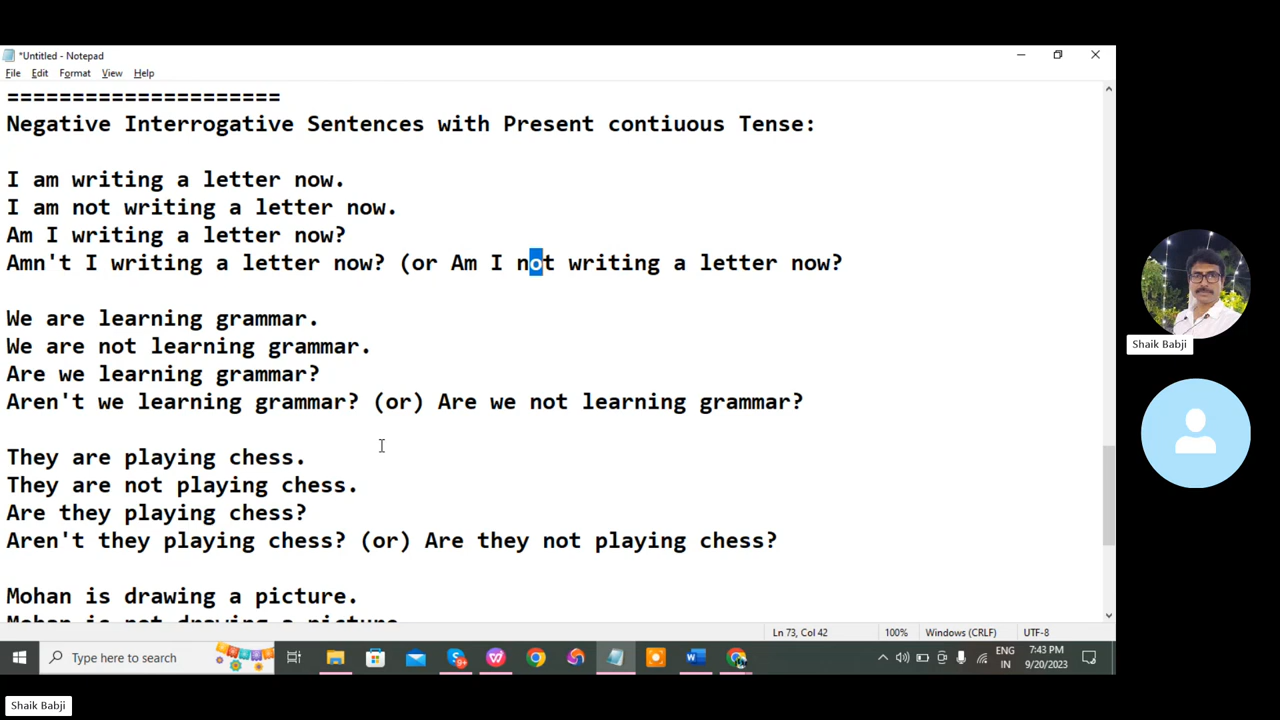 *Untitled - Notepad
File Edit Format View Help
=====================
Negative Interrogative Sentences with Present contiuous Tense:
I am writing a letter now.
I am not writing a letter now.
Am I writing a letter now?
Amn't I writing a letter now? (or Am I not writing a letter now?
We are learning grammar.
We are not learning grammar.
Are we learning grammar?
Aren't we learning grammar? (or) Are we not learning grammar?
They are playing chess.
They are not playing chess.
Are they playing chess?
Aren't they playing chess? (or) Are they not playing chess?
Mohan is drawing a picture.
Mohan is not drawing a picture.
Ln 73, Col 42 100% Windows (CRLF) UTF-8
Type here to search
ENG
IN
7:43 PM
9/20/2023
Shaik Babji
Shaik Babji